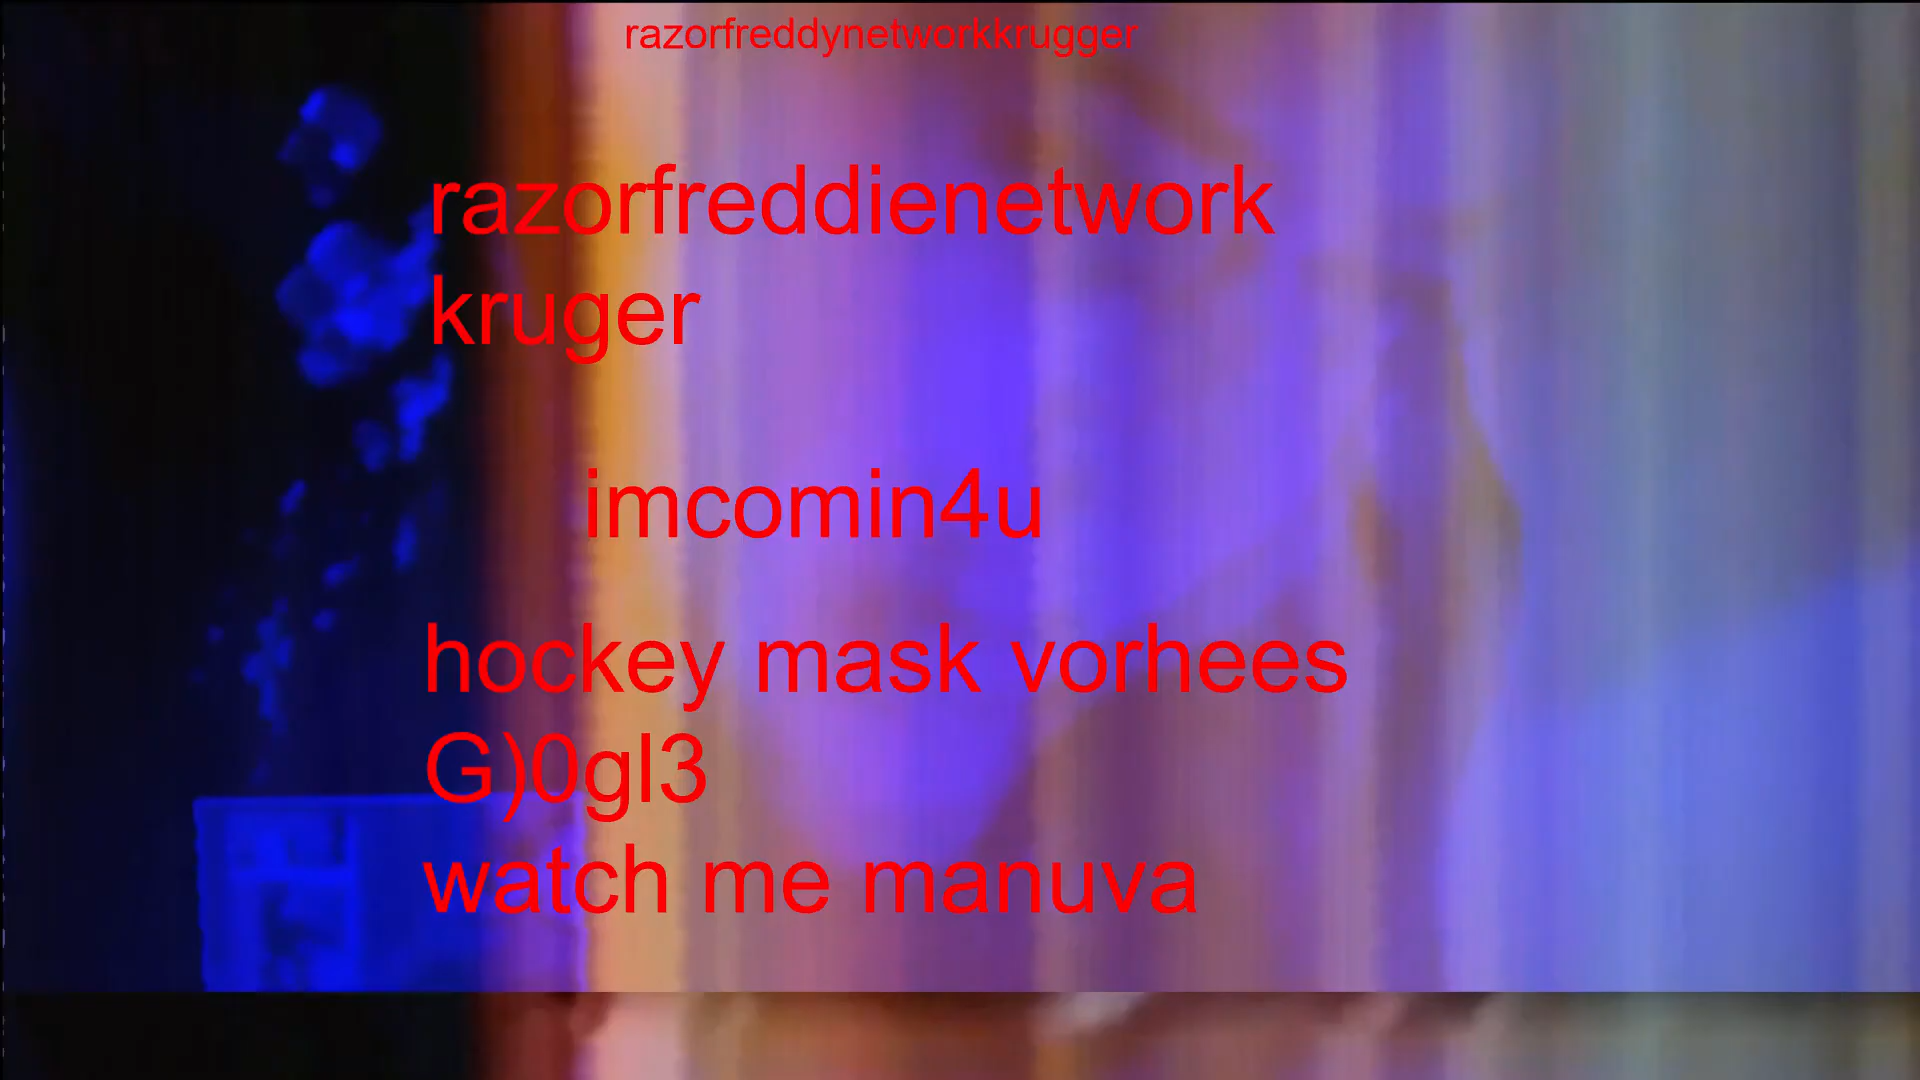 razorfreddynetworkkrugger
razorfreddienetwork
kruger
imcomin4u
hockey mask vorhees
G)0gl3
watch me manuva